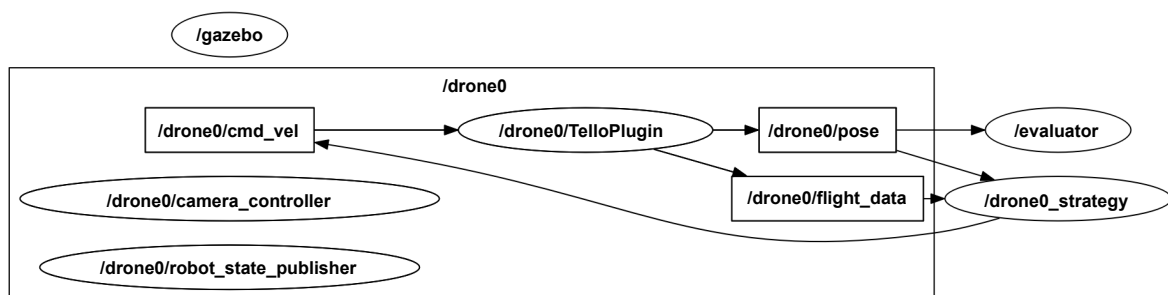 /gazebo
/drone0
/drone0/cmd_vel
/drone0/TelloPlugin
/drone0/pose
/evaluator
/drone0/camera_controller
/drone0/flight_data
/drone0_strategy
/drone0/robot_state_publisher